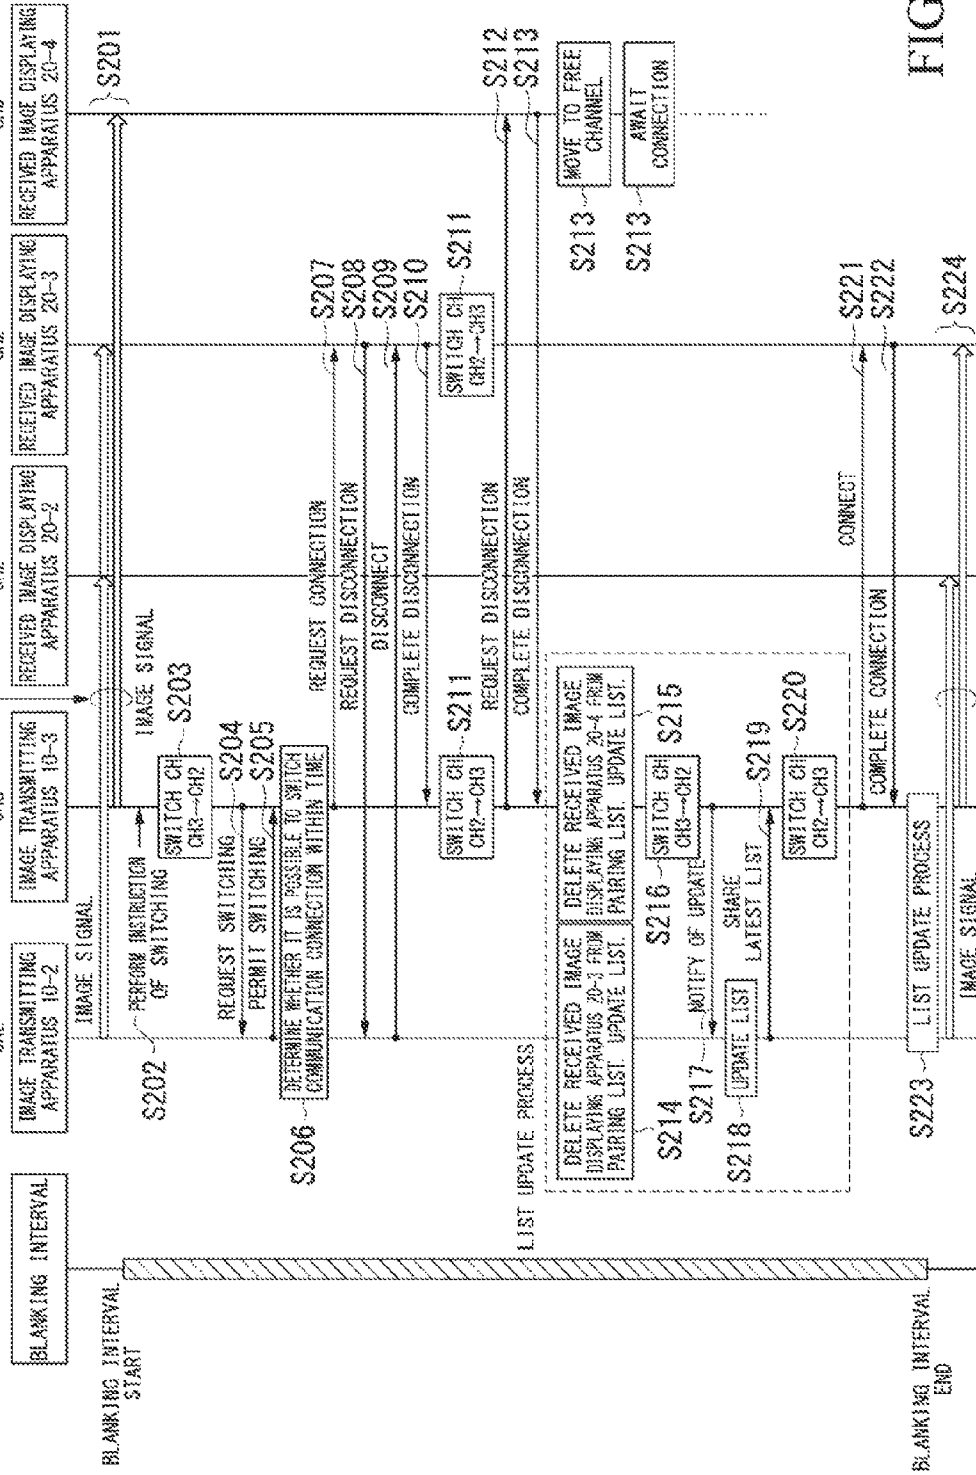 BLANKING INTERVAL
IMAGE TRANSMITTING
APPARATUS 10-2
IMAGE TRANSMITTING
APPARATUS 10-3
RECEIVED IMAGE DISPLAYING
APPARATUS 20-2
RECEIVED IMAGE DISPLAYING
APPARATUS 20-3
RECEIVED IMAGE DISPLAYING
APPARATUS 20-4
BLANKING INTERVAL
START
IMAGE SIGNAL
IMAGE SIGNAL
S201
S202
PERFORM INSTRUCTION
OF SWITCHING
SWITCH CH
CH3→CH2
S203
REQUEST SWITCHING
S204
PERMIT SWITCHING
S205
DETERMINE WHETHER IT IS POSSIBLE TO SWITCH
COMMUNICATION CONNECTION WITHIN TIME
S206
REQUEST CONNECTION
S207
REQUEST DISCONNECTION
S208
DISCONNECT
S209
COMPLETE DISCONNECTION
S210
SWITCH CH
CH2→CH3
S211
SWITCH CH
CH2→CH3
S211
REQUEST DISCONNECTION
S212
COMPLETE DISCONNECTION
S213
LIST UPDATE PROCESS
DELETE RECEIVED IMAGE
DISPLAYING APPARATUS 20-3 FROM
PAIRING LIST. UPDATE LIST.
S214
DELETE RECEIVED IMAGE
DISPLAYING APPARATUS 20-4 FROM
PAIRING LIST. UPDATE LIST.
S215
MOVE TO FREE
CHANNEL
S213
AWAIT
CONNECTION
S213
SWITCH CH
CH3→CH2
S216
NOTIFY OF UPDATE
S217
UPDATE LIST
S218
SHARE
LATEST LIST
S219
SWITCH CH
CH2→CH3
S220
CONNECT
S221
COMPLETE CONNECTION
S222
LIST UPDATE PROCESS
S223
BLANKING INTERVAL
END
IMAGE SIGNAL
S224
FIG